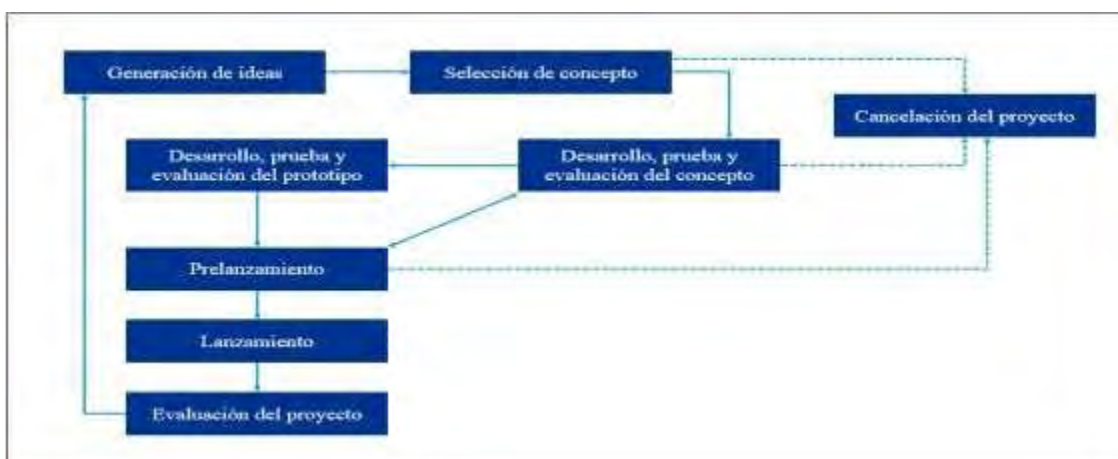 Generación de ideas
Selección de concepto
Cancelación del proyecto
Desarrollo, prueba y
evaluación del prototipo
Desarrollo, prueba y
evaluación del concepto
Prelanzamiento
Lanzamiento
Evaluación del proyecto